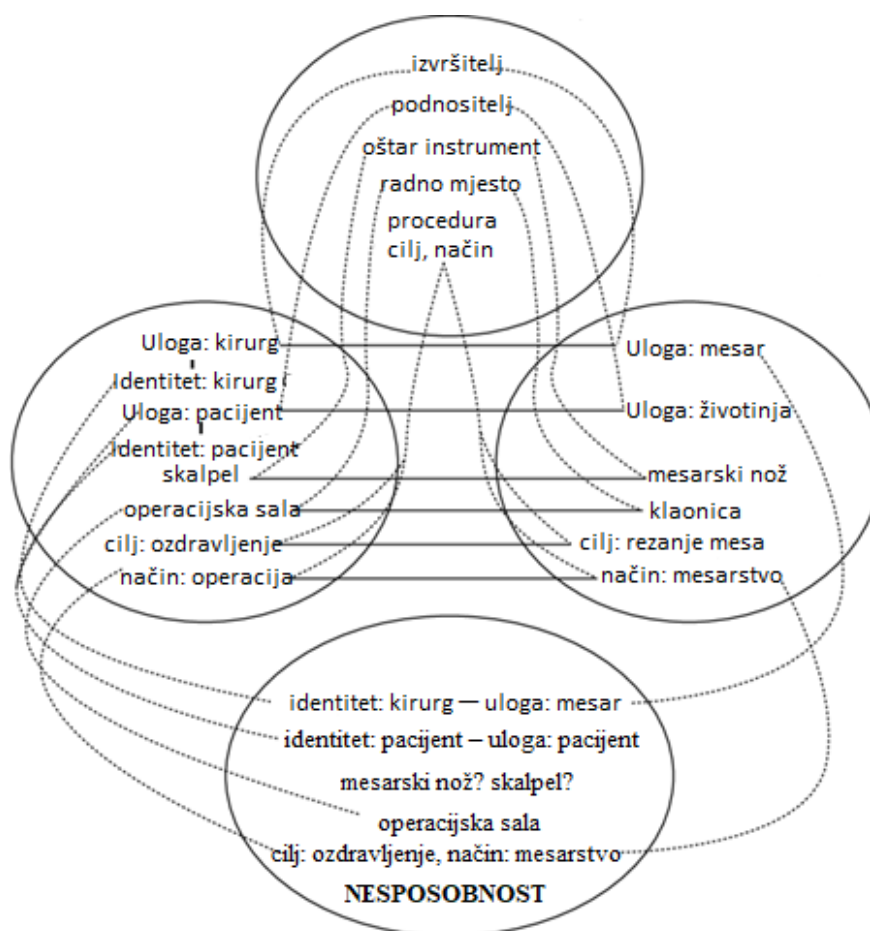 izvršitelj
podnositelj
oštar instrument
radno mjesto
procedura
cilj, način
Uloga: kirurg
Identitet: kirurg
Uloga: pacijent
Identitet: pacijent
skalpel
operacijska sala
cilj: ozdravljenje
način: operacija
Uloga: mesar
Uloga: životinja
mesarski nož
klaonica
cilj: rezanje mesa
način: mesarstvo
identitet: kirurg — uloga: mesar
identitet: pacijent – uloga: pacijent
mesarski nož? skalpel?
operacijska sala
cilj: ozdravljenje, način: mesarstvo
NESPOSOBNOST